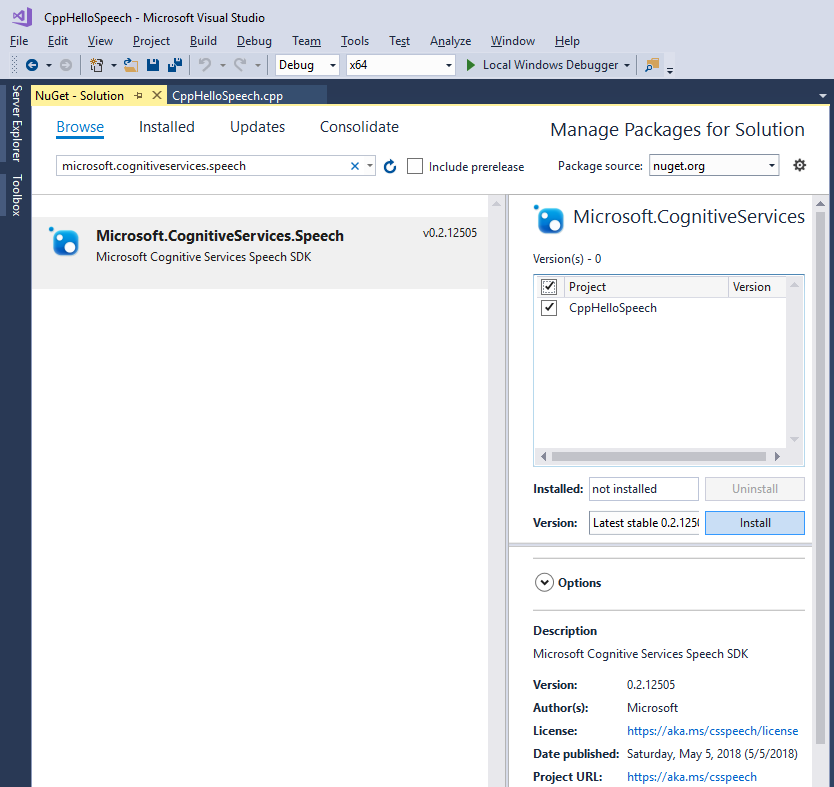 CppHelloSpeech - Microsoft Visual Studio
File Edit View Project Build Debug Team Tools Test Analyze Window Help
Debug x64 Local Windows Debugger
Server Explorer
Toolbox
NuGet - Solution CppHelloSpeech.cpp
Browse Installed Updates Consolidate
Manage Packages for Solution
microsoft.cognitiveservices.speech Include prerelease Package source: nuget.org
Microsoft.CognitiveServices.Speech v0.2.12505
Microsoft Cognitive Services Speech SDK
Microsoft.CognitiveServices
Version(s) - 0
Project Version
CppHelloSpeech
Installed: not installed Uninstall
Version: Latest stable 0.2.1250 Install
Options
Description
Microsoft Cognitive Services Speech SDK
Version: 0.2.12505
Author(s): Microsoft
License: https://aka.ms/csspeech/license
Date published: Saturday, May 5, 2018 (5/5/2018)
Project URL: https://aka.ms/csspeech